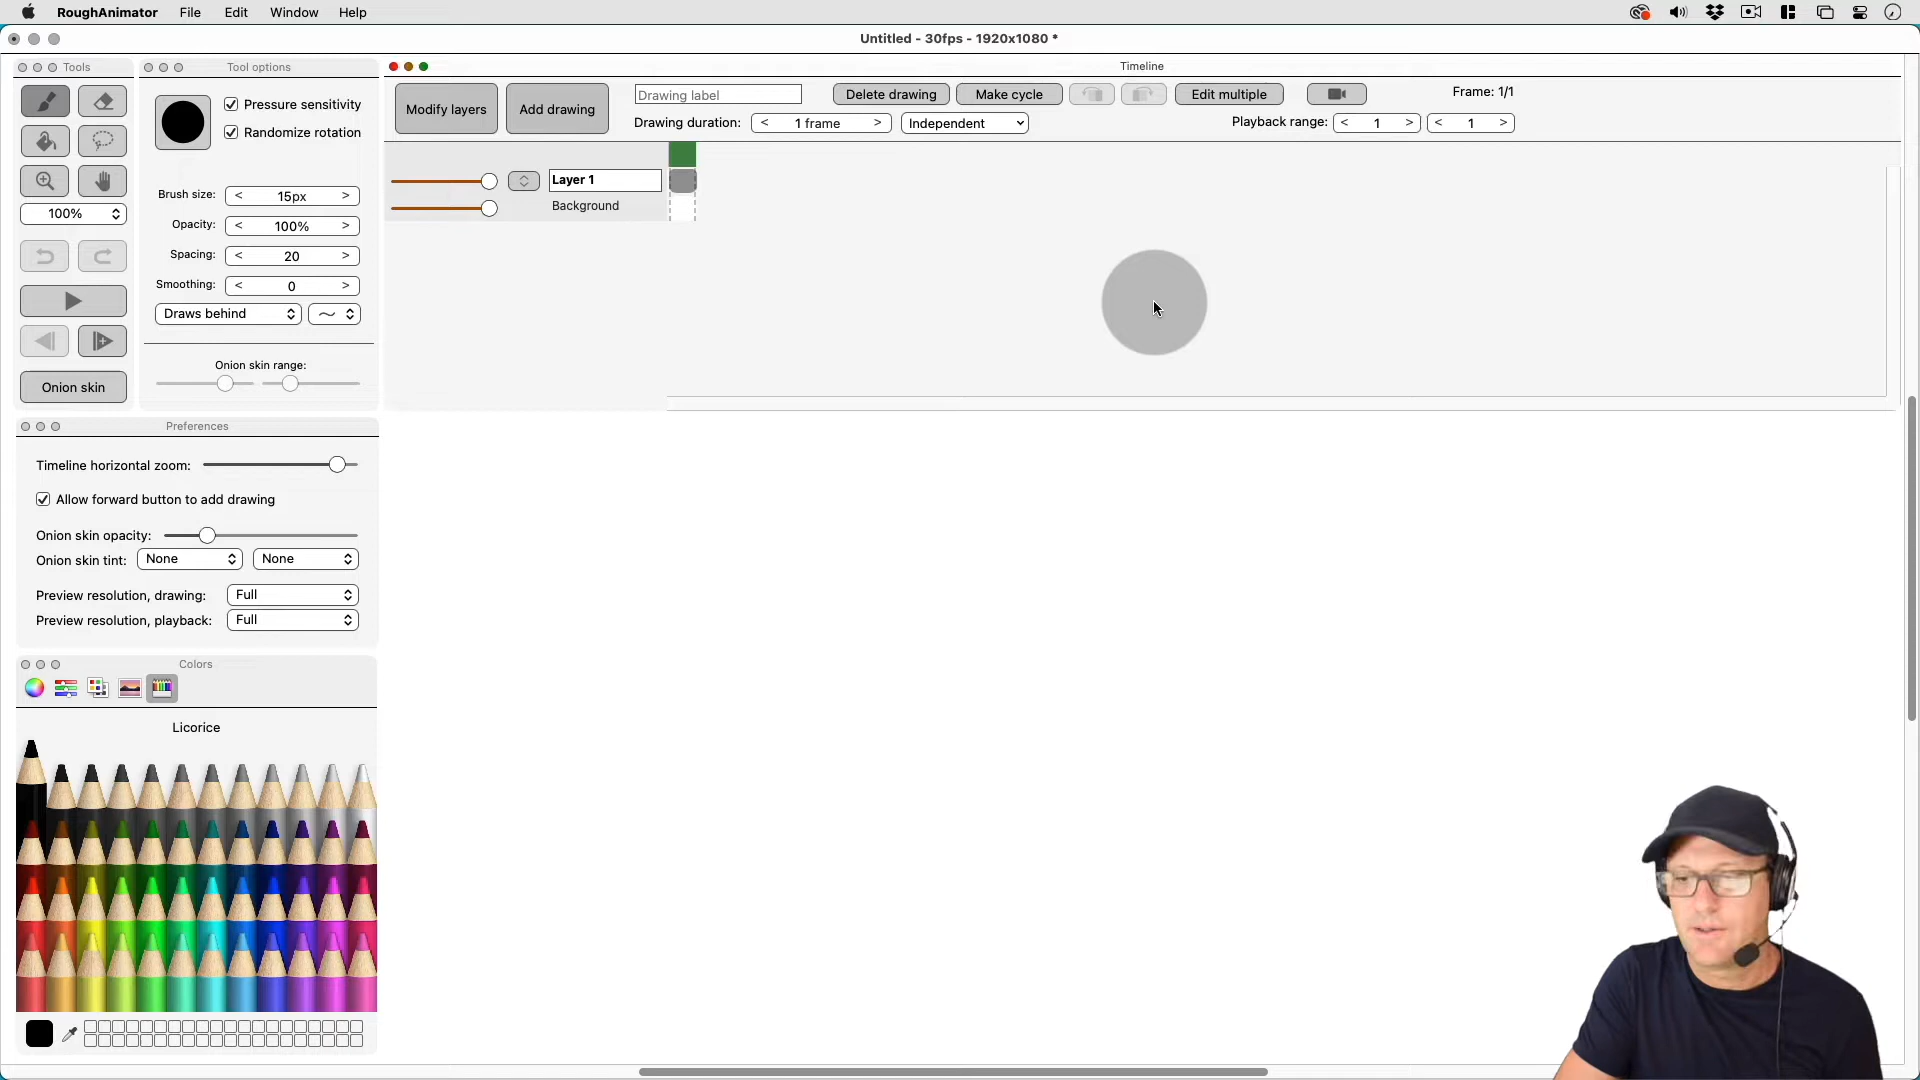 RoughAnimator File Edit Window Help
Untitled - 30fps - 1920x1080 *
Tools
Tool options
Timeline
Pressure sensitivity
Randomize rotation
Modify layers
Add drawing
Drawing label
Delete drawing
Make cycle
Edit multiple
Frame: 1/1
Drawing duration: < 1 frame >
Independent
Playback range: < 1 > < 1 >
Layer 1
Background
100%
Brush size: < 15px >
Opacity: < 100% >
Spacing: < 20 >
Smoothing: < 0 >
Draws behind
Onion skin range:
Onion skin
Preferences
Timeline horizontal zoom:
Allow forward button to add drawing
Onion skin opacity:
Onion skin tint: None None
Preview resolution, drawing: Full
Preview resolution, playback: Full
Colors
Licorice